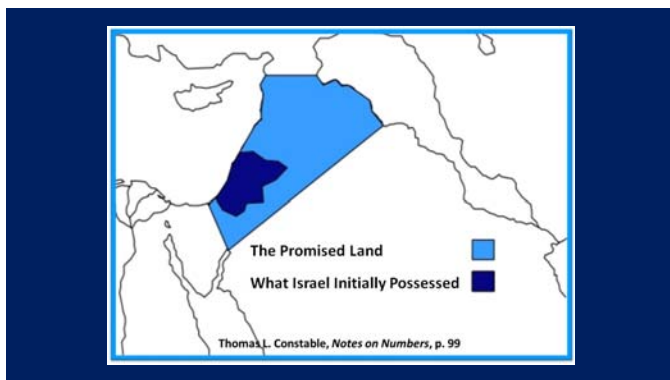 The Promised Land
What Israel Initially Possessed
Thomas L. Constable, Notes on Numbers, p. 99